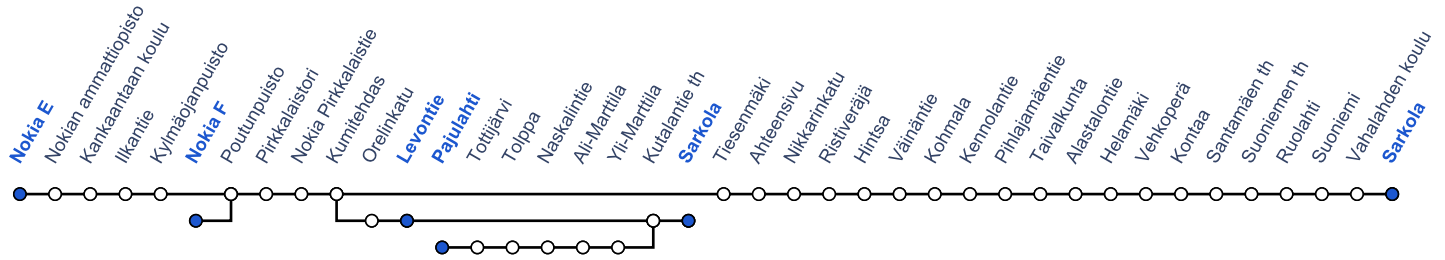 Nokia E
Nokian ammattiopisto
Kankaantaan koulu
Ilkantie
Kylmäojanpuisto
Nokia F
Poutunpuisto
Pirkkalaistori
Nokia Pirkkalaistie
Kumitehdas
Orelinkatu
Levontie
Pajulahti
Tottijärvi
Tolppa
Naskalintie
Ali-Marttila
Yli-Marttila
Kutalantie th
Sarkola
Tiesenmäki
Ahteensivu
Nikkarinkatu
Ristiveräjä
Hintsa
Väinäntie
Kohmala
Kennolantie
Pihlajamäentie
Taivalkunta
Alastalontie
Helamäki
Vehkoperä
Kontaa
Santamäen th
Suoniemen th
Ruolahti
Suoniemi
Vahalahden koulu
Sarkola